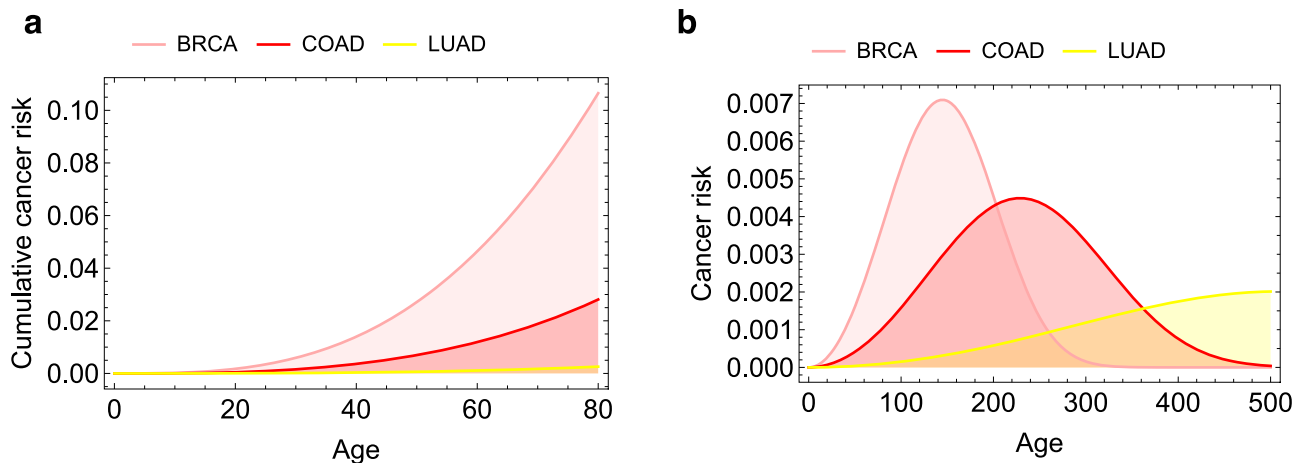 a
BRCA COAD LUAD
Cumulative cancer risk
0.10
0.08
0.06
0.04
0.02
0.00
0 20 40 60 80
Age
b
BRCA COAD LUAD
Cancer risk
0.007
0.006
0.005
0.004
0.002
0.001
0.000
0 100 200 300 400 500
Age